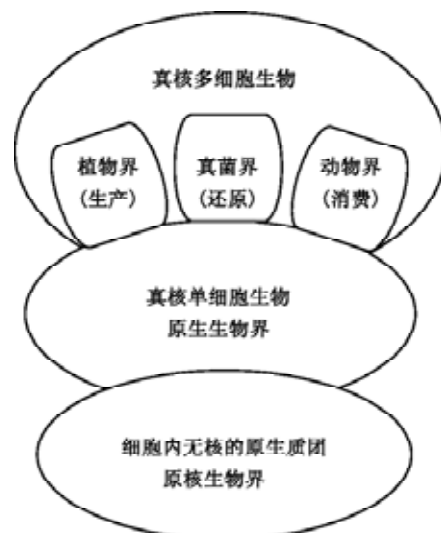 真核多细胞生物
植物界
(生产)
真菌界
(还原)
动物界
(消费)
真核单细胞生物
原生生物界
细胞内无核的原生质团
原核生物界